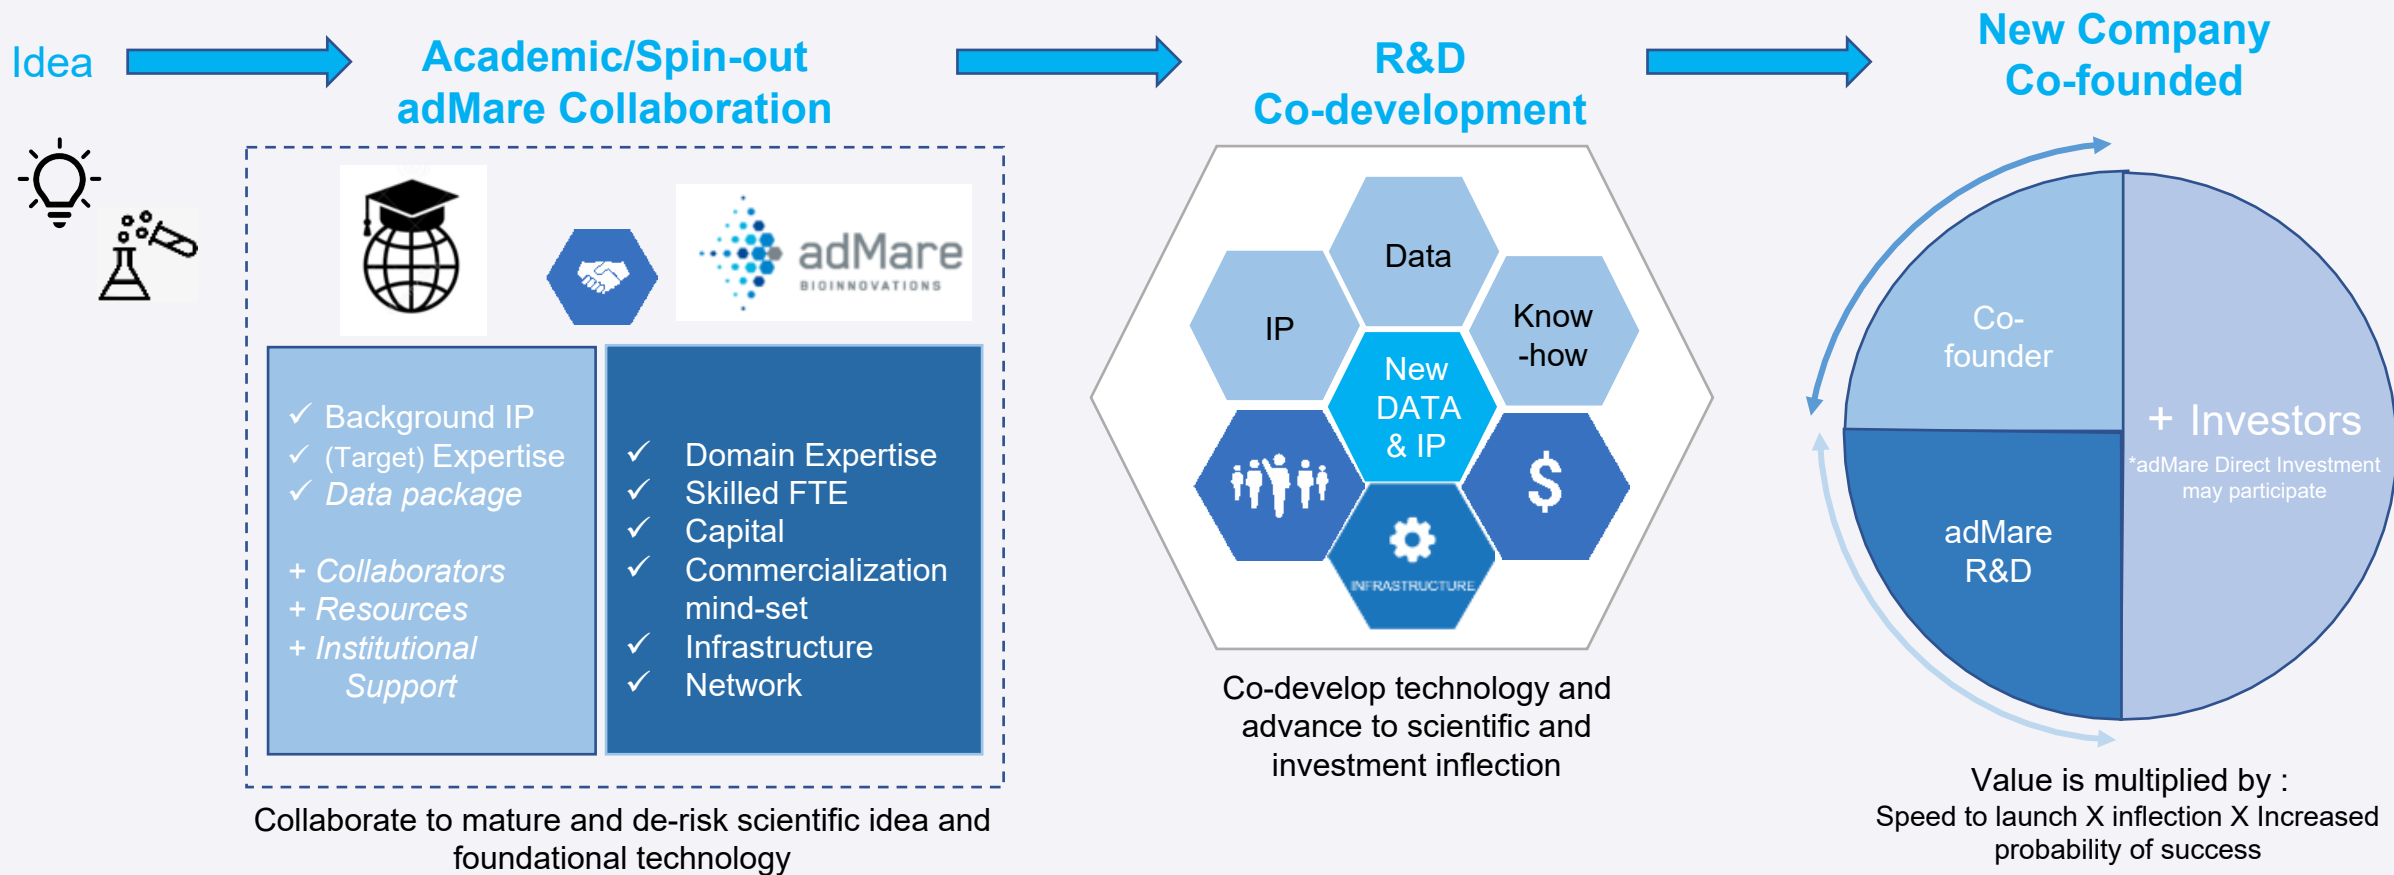 Idea
Academic/Spin-out
adMare Collaboration
R&D
Co-development
New Company
Co-founded
adMare
BIOINNOVATIONS
✓ Background IP
✓ (Target) Expertise
✓ Data package
+ Collaborators
+ Resources
+ Institutional
Support
✓ Domain Expertise
✓ Skilled FTE
✓ Capital
✓ Commercialization
mind-set
✓ Infrastructure
✓ Network
Collaborate to mature and de-risk scientific idea and
foundational technology
Data
IP
Know
-how
New
DATA
& IP
$
INFRASTRUCTURE
Co-develop technology and
advance to scientific and
investment inflection
Co-
founder
adMare
R&D
+ Investors
*adMare Direct Investment
may participate
Value is multiplied by :
Speed to launch X inflection X Increased
probability of success